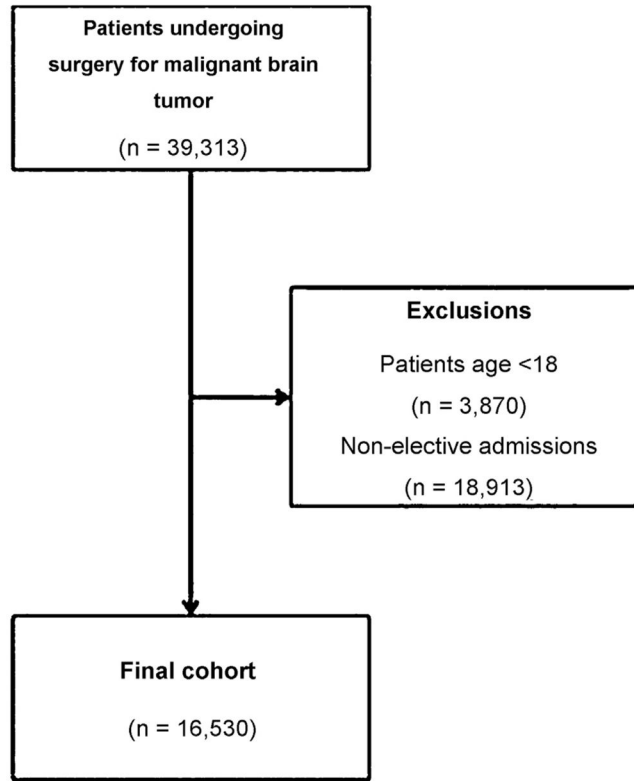 Patients undergoing
surgery for malignant brain
tumor
(n = 39,313)
Exclusions
Patients age <18
(n = 3,870)
Non-elective admissions
(n = 18,913)
Final cohort
(n = 16,530)